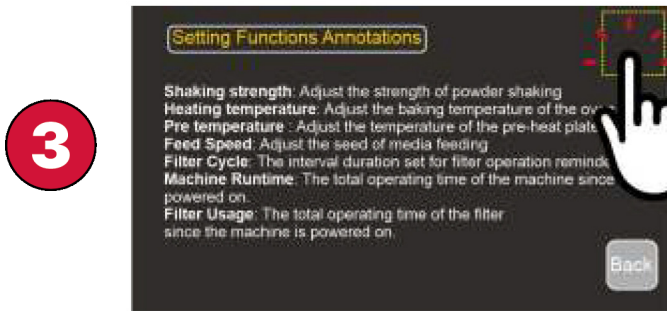 3
Setting Functions Annotations
Shaking strength: Adjust the strength of powder shaking
Heating temperature: Adjust the baking temperature of the
Pre temperature : Adjust the temperature of the pre-heat plate
Feed Speed: Adjust the seed of media feeding
Filter Cycle: The interval duration set for filter operation
Machine Runtime: The total operating time of the machine since
powered on.
Filter Usage: The total operating time of the filter
since the machine is powered on.
Back